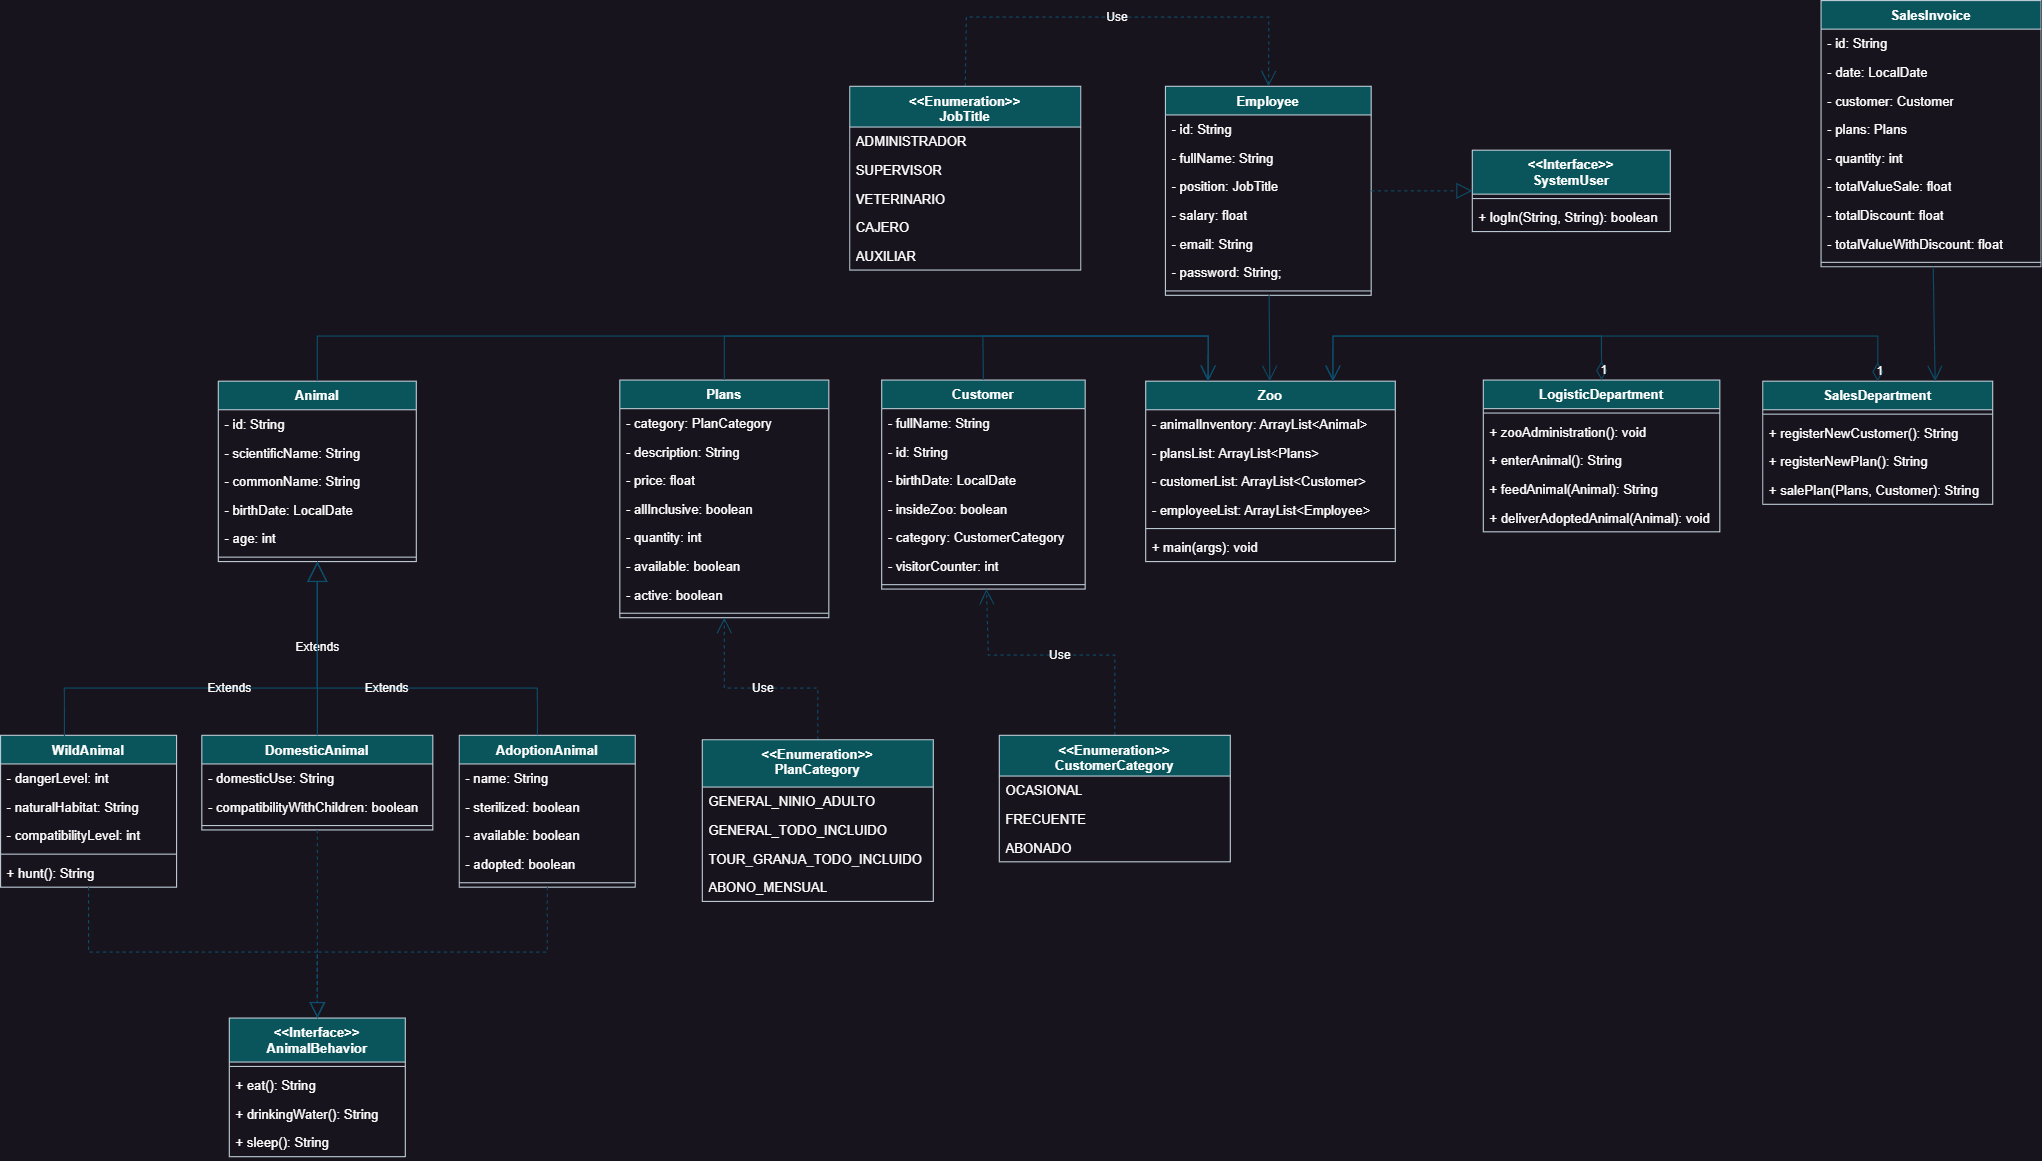 Use
<<Enumeration>>
JobTitle
ADMINISTRADOR
SUPERVISOR
VETERINARIO
CAJERO
AUXILIAR
Employee
- id: String
- fullName: String
- position: JobTitle
- salary: float
- email: String
- password: String;
<<Interface>>
SystemUser
+ logIn(String, String): boolean
SalesInvoice
- id: String
- date: LocalDate
- customer: Customer
- plans: Plans
- quantity: int
- totalValueSale: float
- totalDiscount: float
- totalValueWithDiscount: float
Animal
- id: String
- scientificName: String
- commonName: String
- birthDate: LocalDate
- age: int
Plans
- category: PlanCategory
- description: String
- price: float
- allInclusive: boolean
- quantity: int
- available: boolean
- active: boolean
Customer
- fullName: String
- id: String
- birthDate: LocalDate
- insideZoo: boolean
- category: CustomerCategory
- visitorCounter: int
Zoo
- animalInventory: ArrayList<Animal>
- plansList: ArrayList<Plans>
- customerList: ArrayList<Customer>
- employeeList: ArrayList<Employee>
+ main(args): void
1
LogisticDepartment
+ zooAdministration(): void
+ enterAnimal(): String
+ feedAnimal(Animal): String
+ deliverAdoptedAnimal(Animal): void
1
SalesDepartment
+ registerNewCustomer(): String
+ registerNewPlan(): String
+ salePlan(Plans, Customer): String
Extends
Extends
Extends
Use
Use
WildAnimal
- dangerLevel: int
- naturalHabitat: String
- compatibilityLevel: int
+ hunt(): String
DomesticAnimal
- domesticUse: String
- compatibilityWithChildren: boolean
AdoptionAnimal
- name: String
- sterilized: boolean
- available: boolean
- adopted: boolean
<<Enumeration>>
PlanCategory
GENERAL_NINIO_ADULTO
GENERAL_TODO_INCLUIDO
TOUR_GRANJA_TODO_INCLUIDO
ABONO_MENSUAL
<<Enumeration>>
CustomerCategory
OCASIONAL
FRECUENTE
ABONADO
<<Interface>>
AnimalBehavior
+ eat(): String
+ drinkingWater(): String
+ sleep(): String